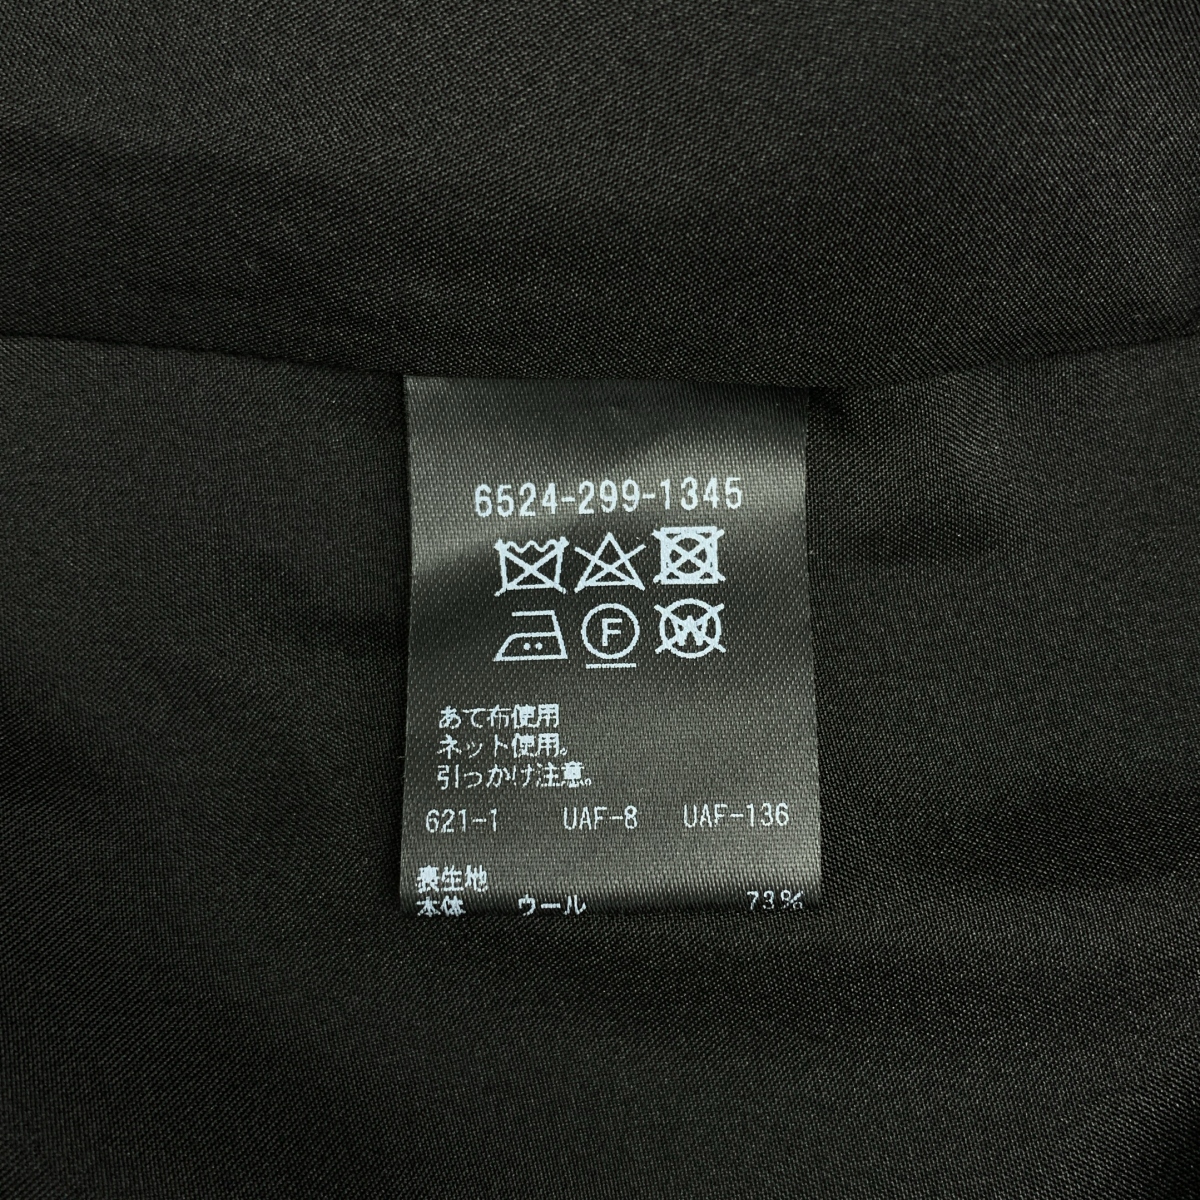 6524-299-1345
F W
あて布使用
ネット使用。
引っかけ注意。
621-1 UAF-8 UAF-136
表生地
本体 ウール 73%